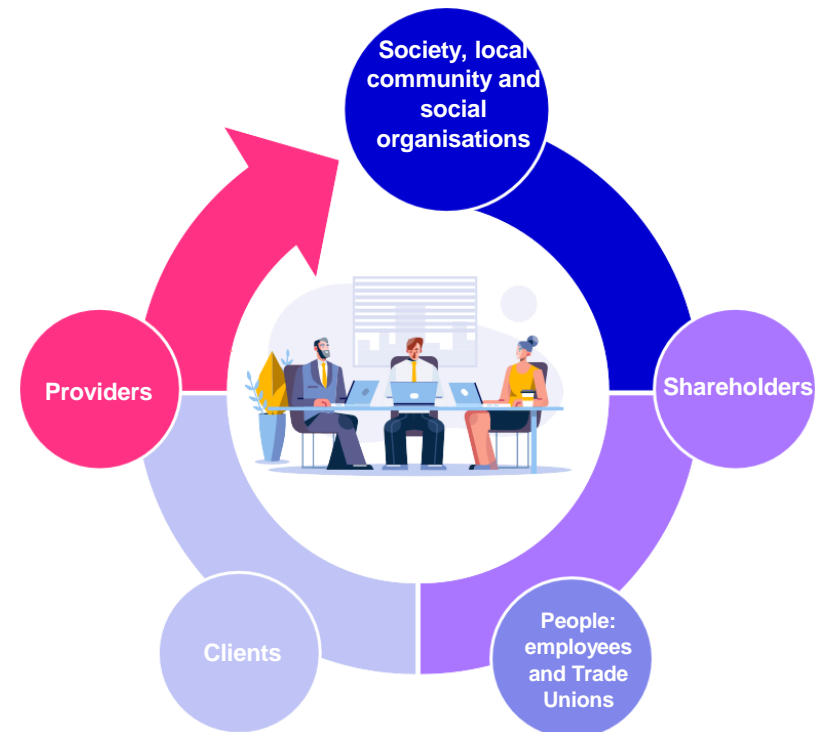 Society, local
community and
social
organisations
Shareholders
People:
employees
and Trade
Unions
Clients
Providers